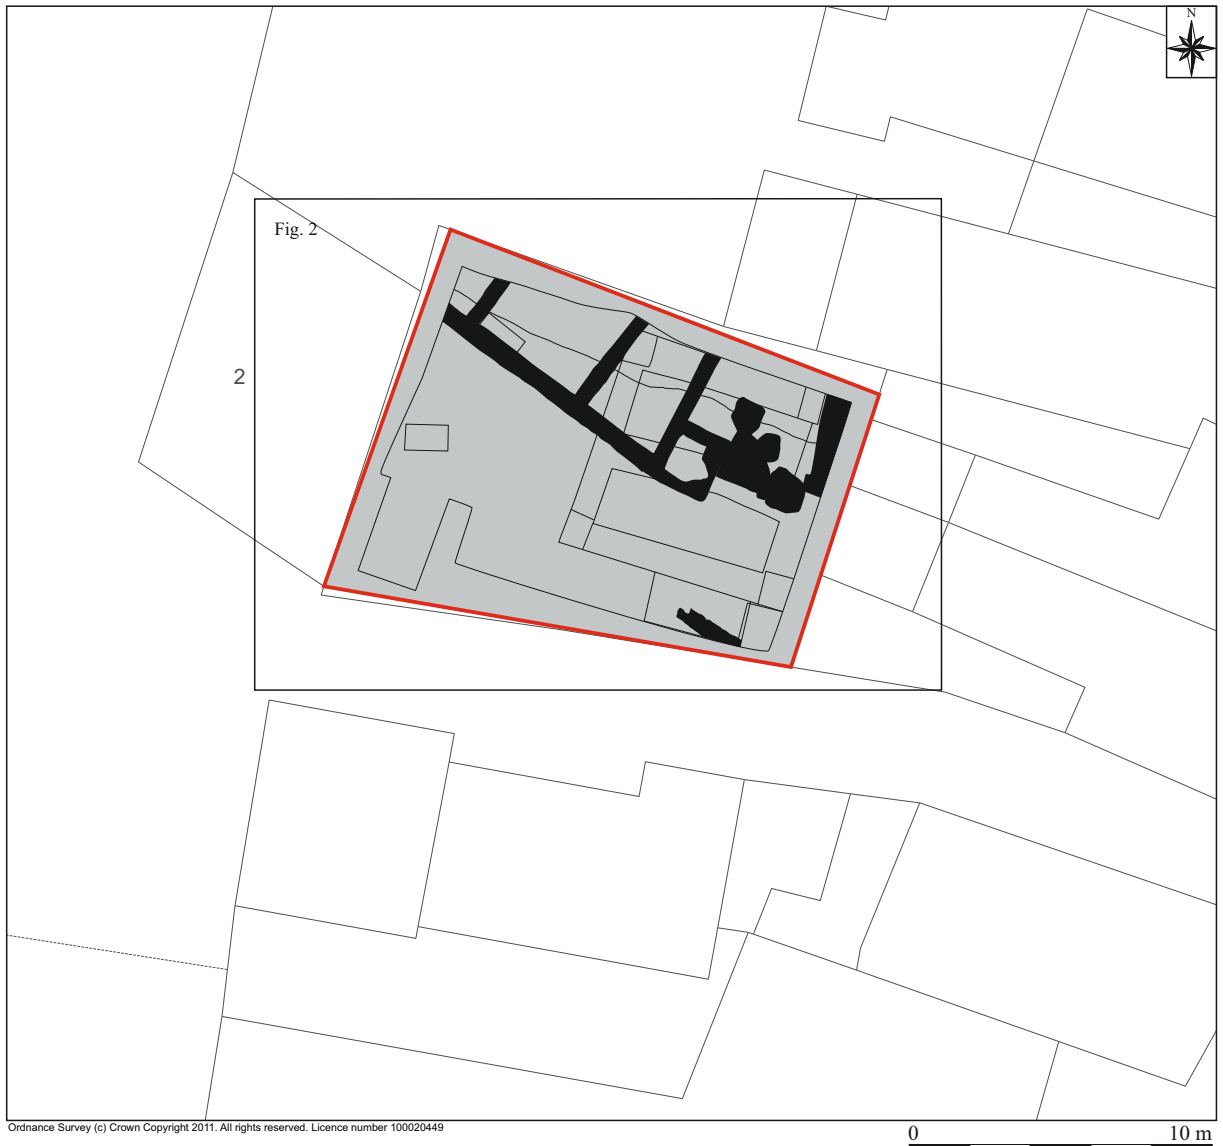 N
Fig. 2
2
Ordnance Survey (c) Crown Copyright 2011. All rights reserved. Licence number 100020449
0 10 m